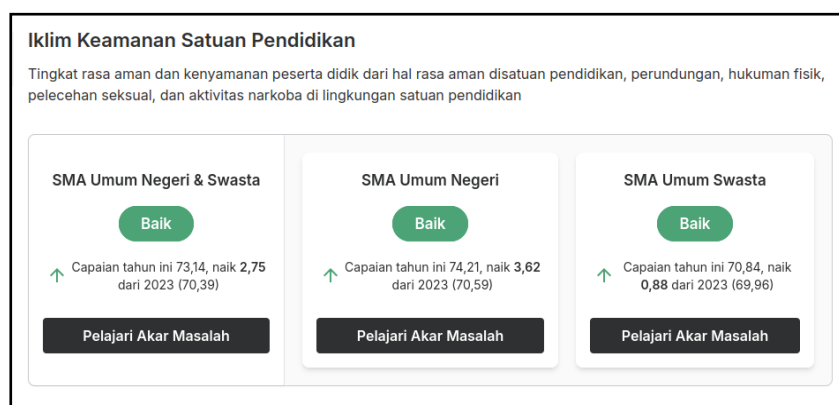 Iklim Keamanan Satuan Pendidikan
Tingkat rasa aman dan kenyamanan peserta didik dari hal rasa aman disatuan pendidikan, perundungan, hukuman fisik,
pelecehan seksual, dan aktivitas narkoba di lingkungan satuan pendidikan
SMA Umum Negeri & Swasta
Baik
Capaian tahun ini 73,14, naik 2,75
dari 2023 (70,39)
Pelajari Akar Masalah
SMA Umum Negeri
Baik
Capaian tahun ini 74,21, naik 3,62
dari 2023 (70,59)
Pelajari Akar Masalah
SMA Umum Swasta
Baik
Capaian tahun ini 70,84, naik
0,88 dari 2023 (69,96)
Pelajari Akar Masalah